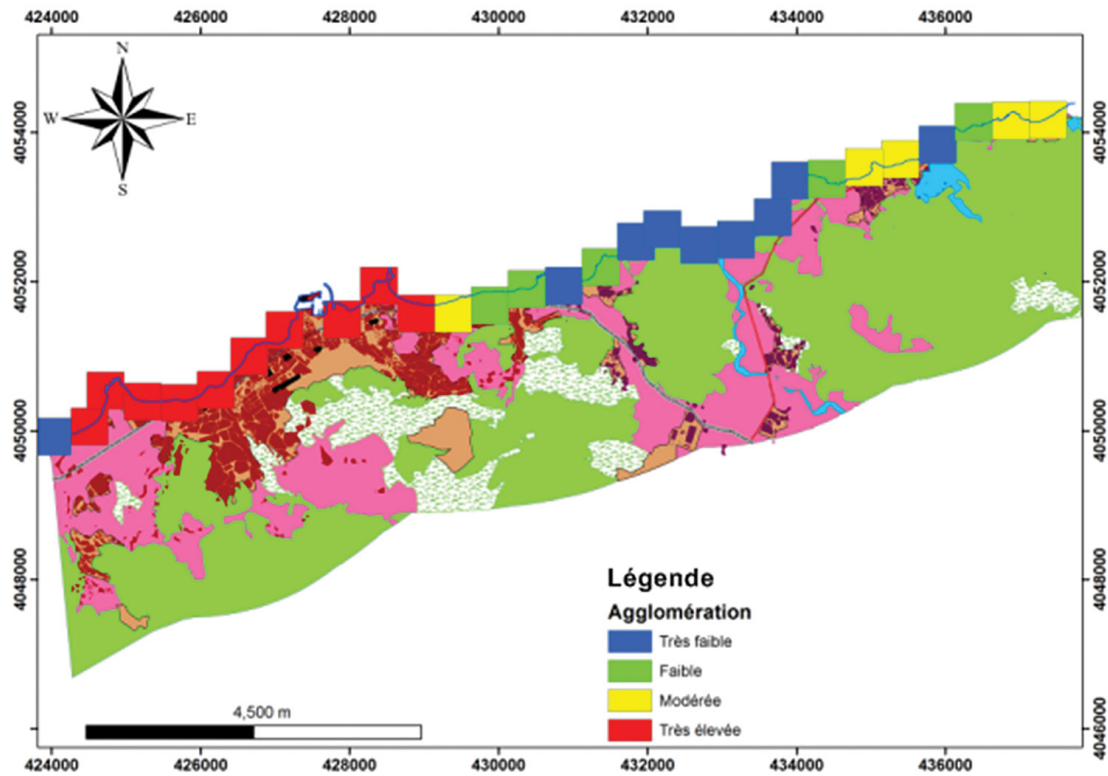 424000 426000 428000 430000 432000 434000 436000
N
W E
S
4054000 4054000
4052000 4052000
4050000 4050000
4048000 4048000
Légende
Agglomération
Très faible
Faible
Modérée
4,500 m
Très élevée
4046000
424000 426000 428000 430000 432000 434000 436000